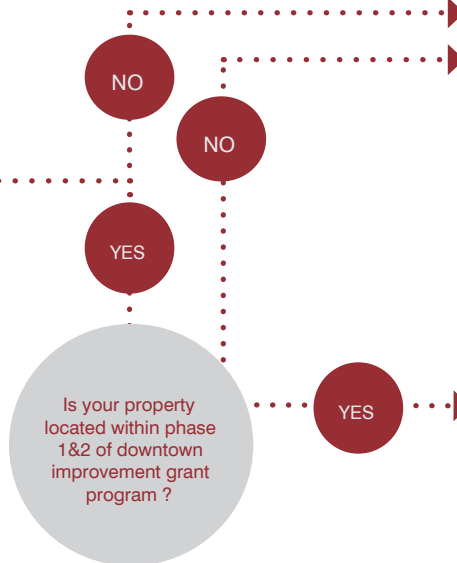 NO
NO
YES
Is your property
located within phase
1&2 of downtown
improvement grant
program ?
YES